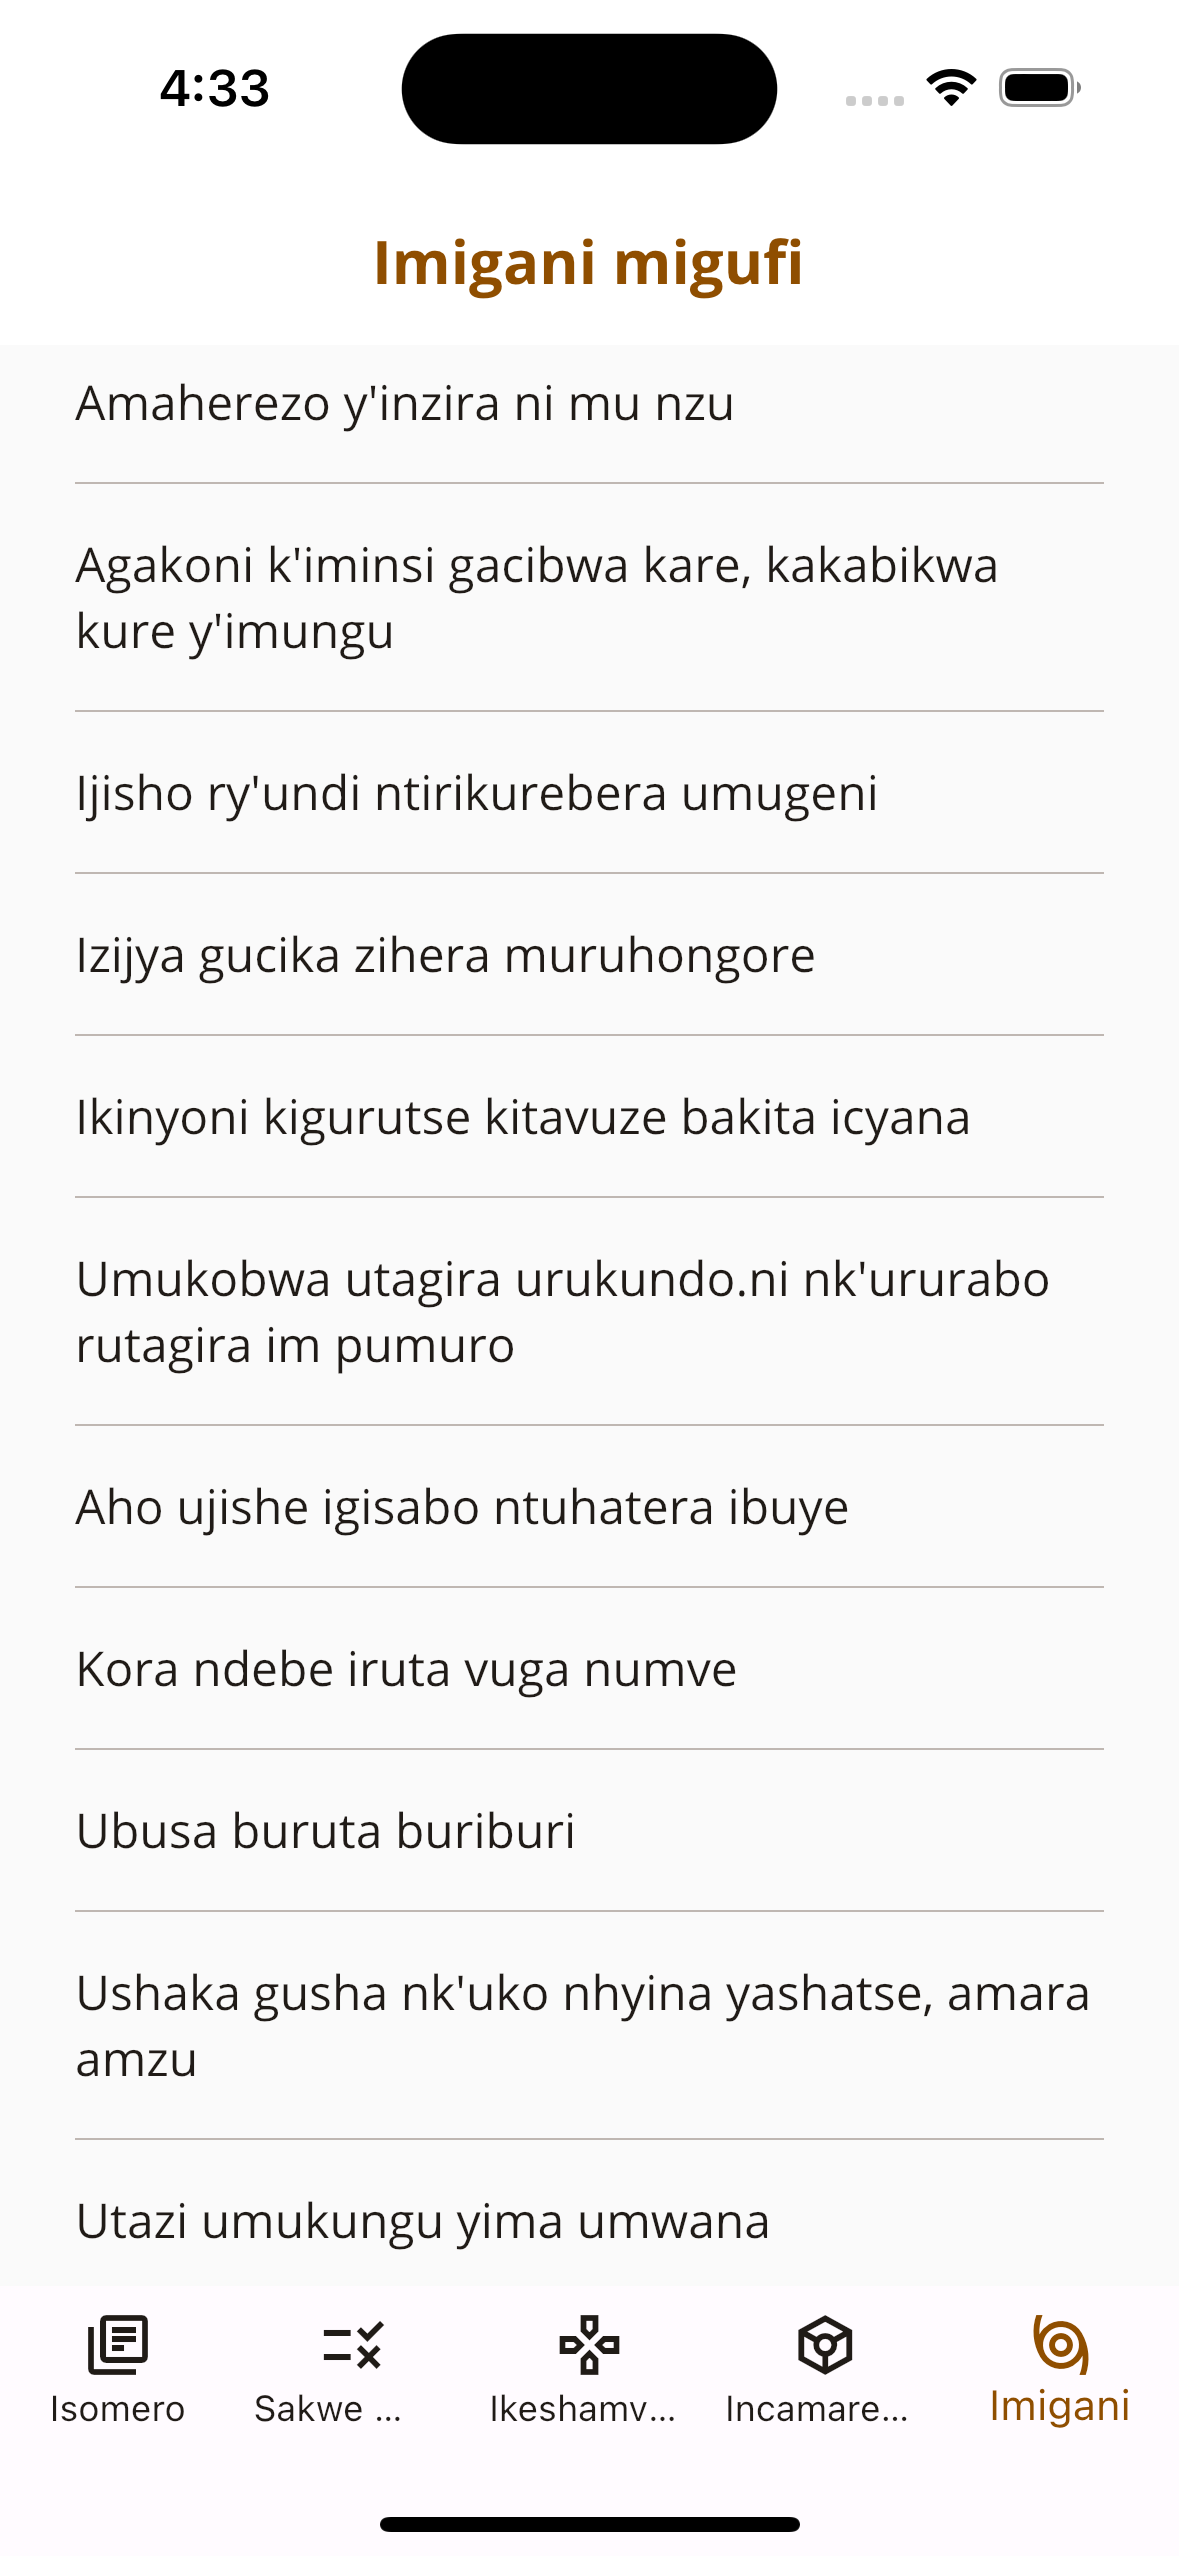 4:33
Imigani migufi
Amaherezo y'inzira ni mu nzu
Agakoni k'iminsi gacibwa kare, kakabikwa
kure y'imungu
Ijisho ry'undi ntirikurebera umugeni
Izijya gucika zihera muruhongore
Ikinyoni kigurutse kitavuze bakita icyana
Umukobwa utagira urukundo.ni nk'ururabo
rutagira im pumuro
Aho ujishe igisabo ntuhatera ibuye
Kora ndebe iruta vuga numve
Ubusa buruta buriburi
Ushaka gusha nk'uko nhyina yashatse, amara
amzu
Utazi umukungu yima umwana
Isomero
Sakwe ...
Ikeshamv...
Incamare...
Imigani